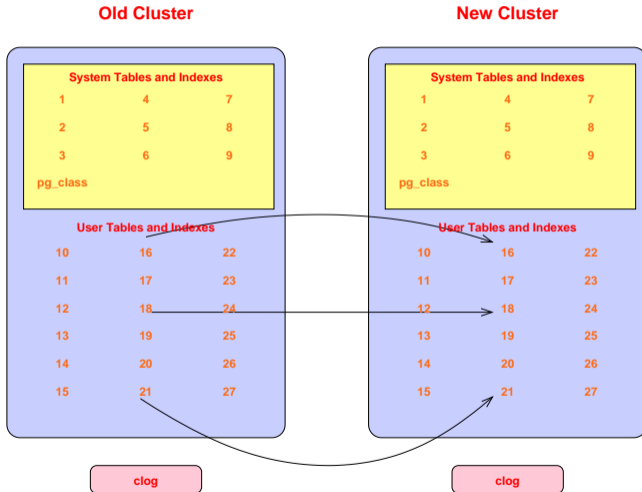 Old Cluster New Cluster
System Tables and Indexes System Tables and Indexes
1 4 7 1 4 7
2 5 8 2 5 8
3 6 9 3 6 9
pg_class pg_class
User Tables and Indexes User Tables and Indexes
10 16 22 10 16 22
11 17 23 11 17 23
12 18 24 12 18 24
13 19 25 13 19 25
14 20 26 14 20 26
15 21 27 15 21 27
clog clog